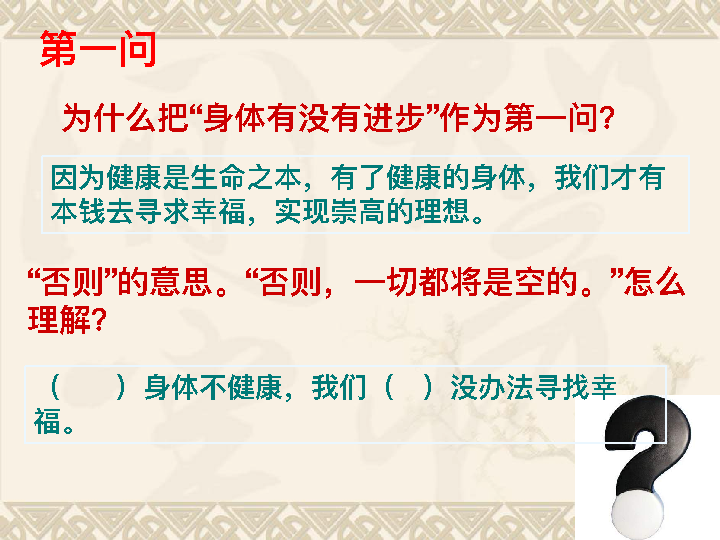 第一问
为什么把“身体有没有进步”作为第一问？
因为健康是生命之本，有了健康的身体，我们才有
本钱去寻求幸福，实现崇高的理想。
“否则”的意思。“否则，一切都将是空的。”怎么
理解？
（　　）身体不健康，我们（　）没办法寻找幸
福。